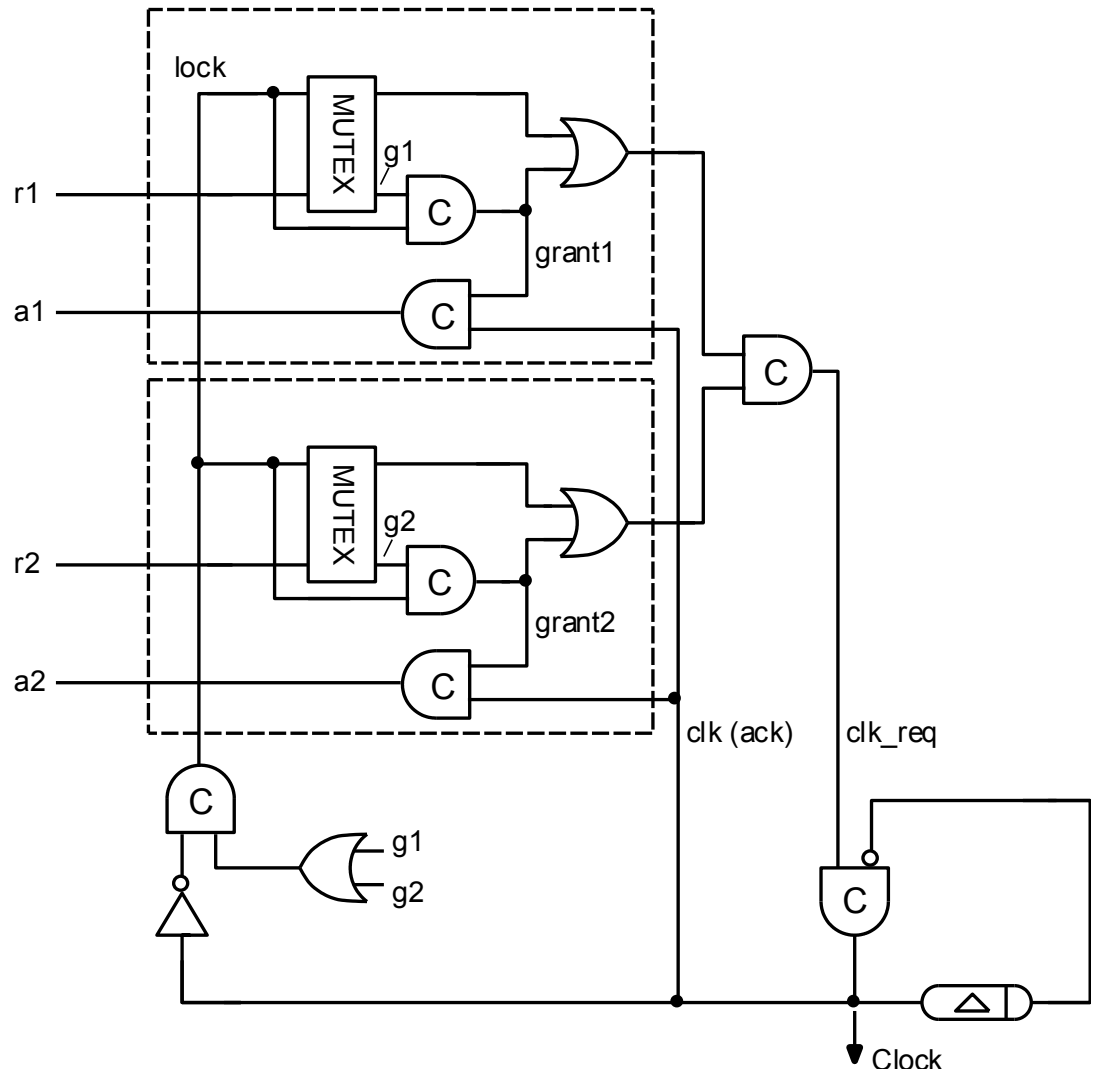 lock
MUTEX
g1
r1
C
grant1
a1
C
C
MUTEX
g2
r2
C
grant2
a2
C
clk (ack)
clk_req
C
g1
g2
C
Clock